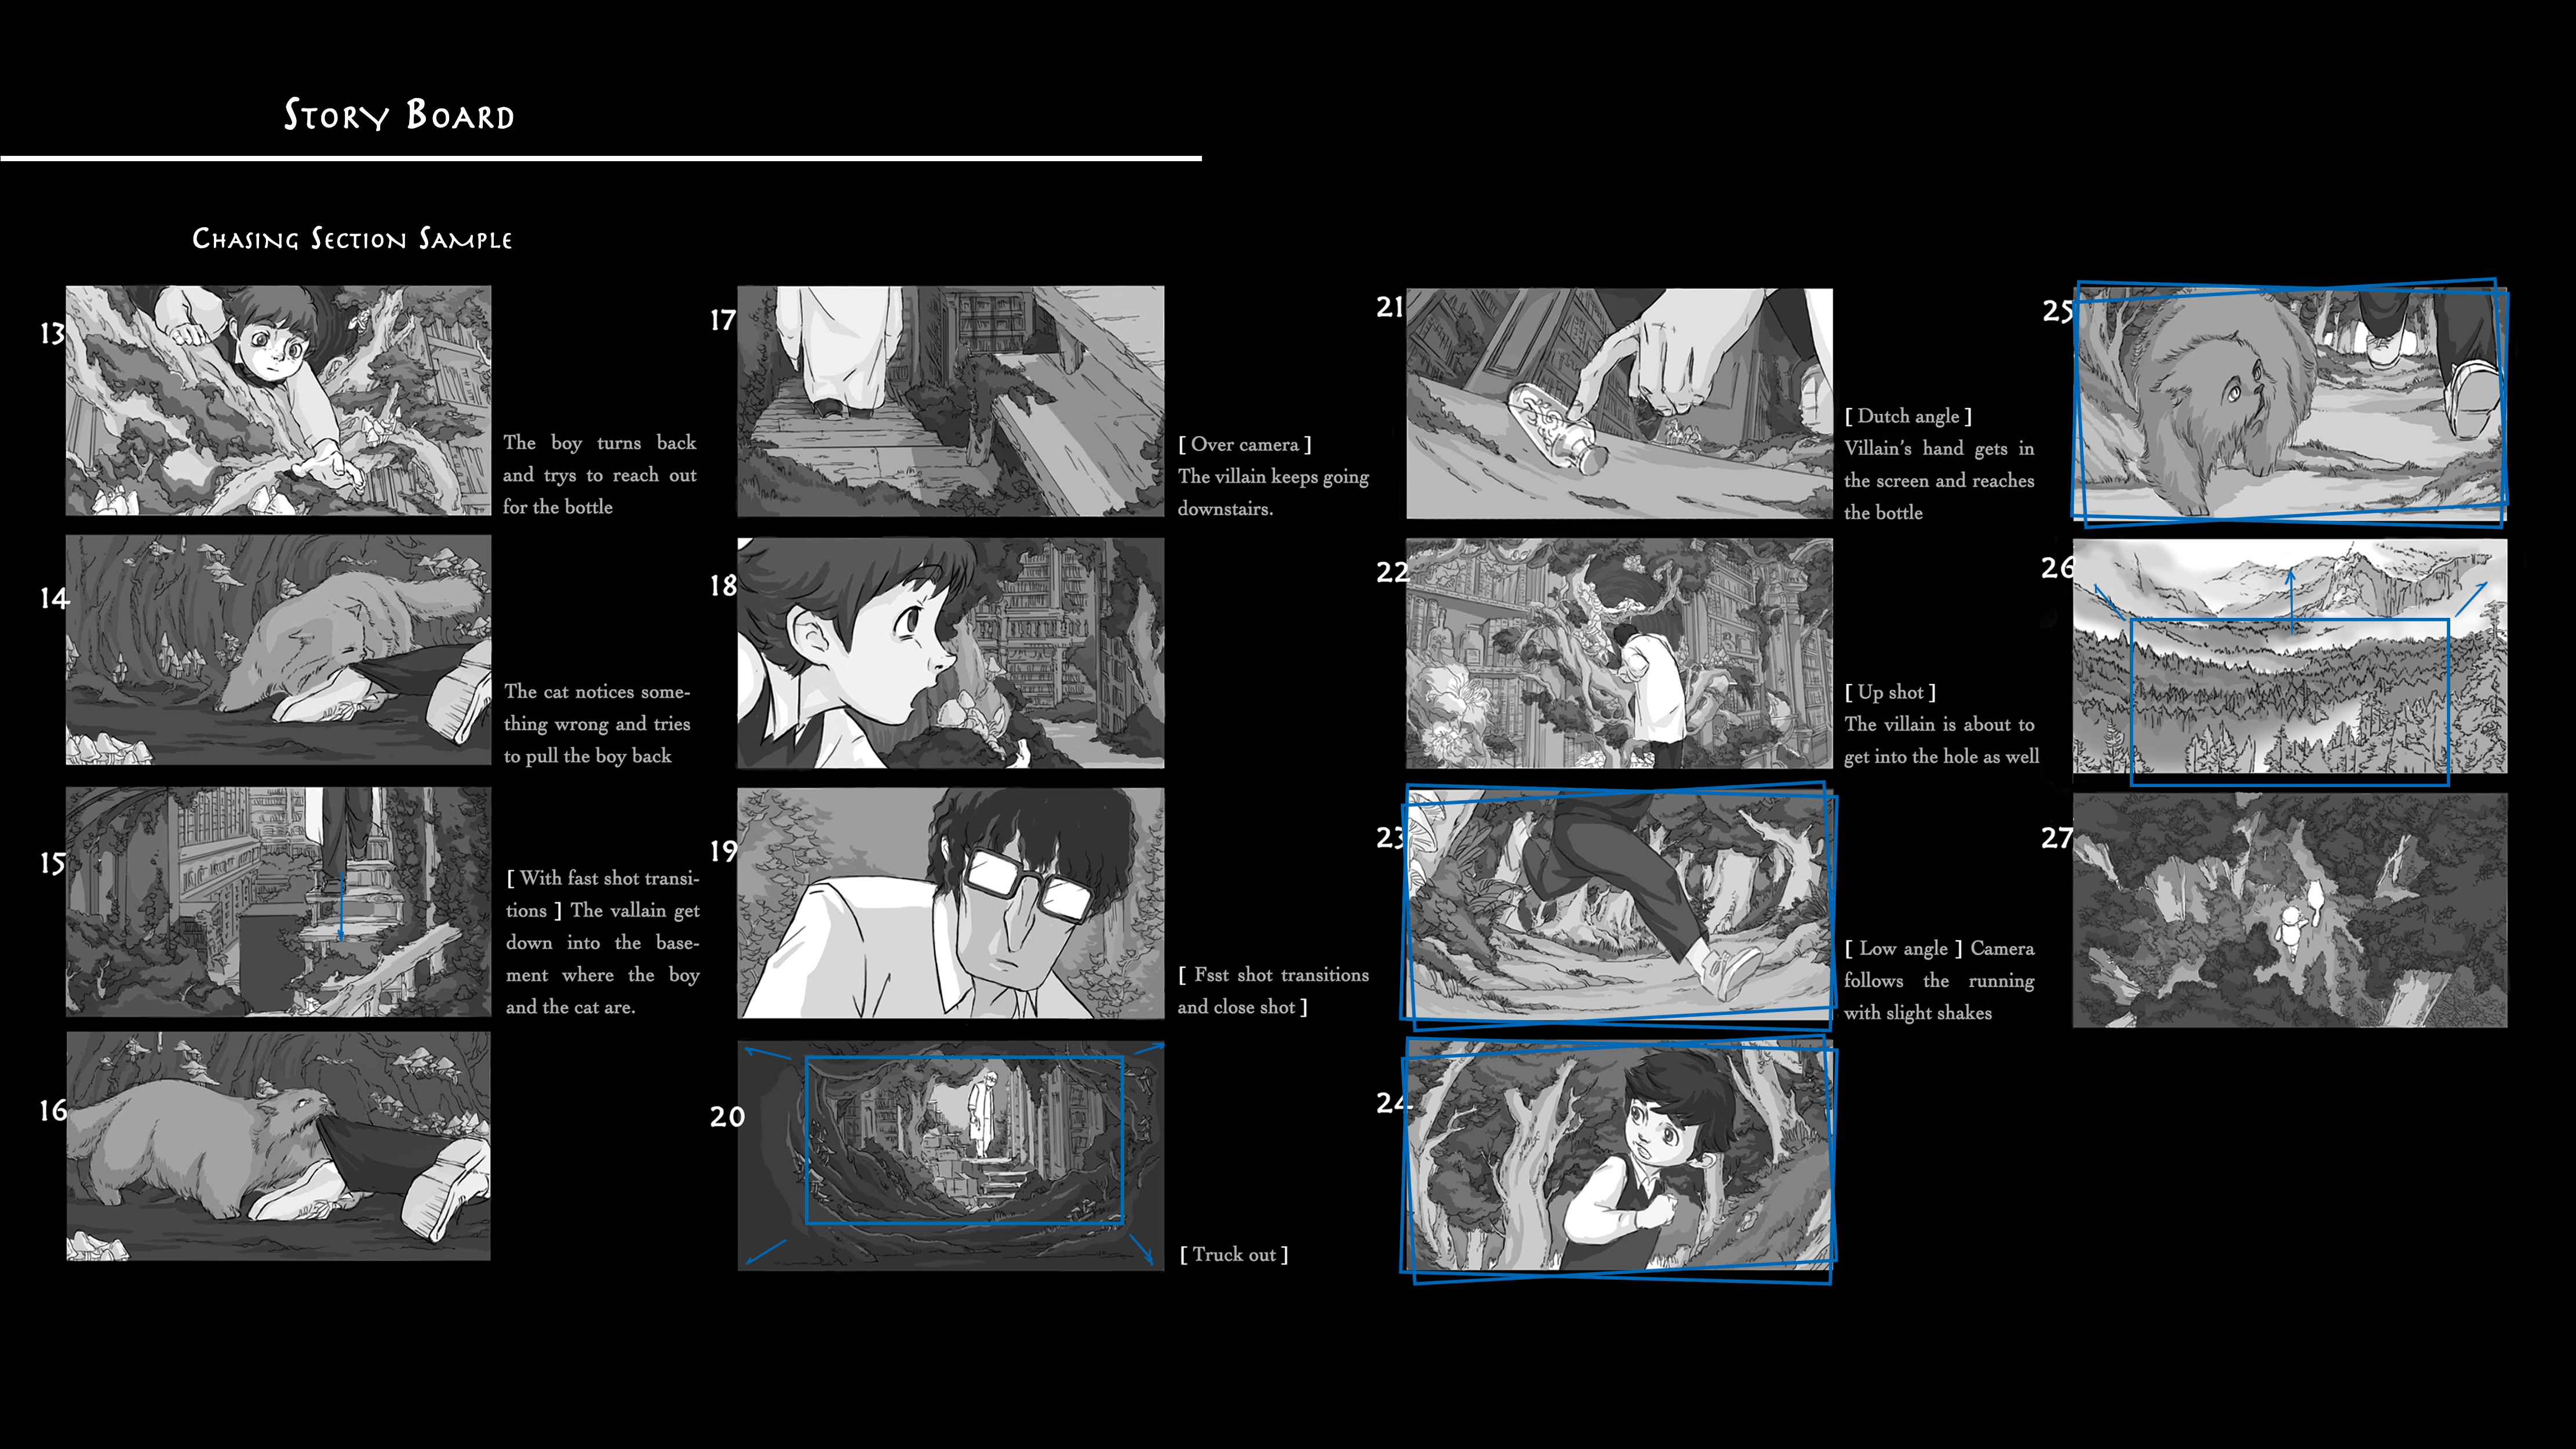 Story Board
Chasing Section Sample
13
The boy turns back
and trys to reach out
for the bottle
14
The cat notices some-
thing wrong and tries
to pull the boy back
15
[ With fast shot transi-
tions ] The vallain get
down into the base-
ment where the boy
and the cat are.
16
17
[ Over camera ]
The villain keeps going
downstairs.
18
19
[ Fsst shot transitions
and close shot ]
20
[ Truck out ]
21
[ Dutch angle ]
Villain's hand gets in
the screen and reaches
the bottle
22
[ Up shot ]
The villain is about to
get into the hole as well
23
[ Low angle ] Camera
follows the running
with slight shakes
24
25
26
27